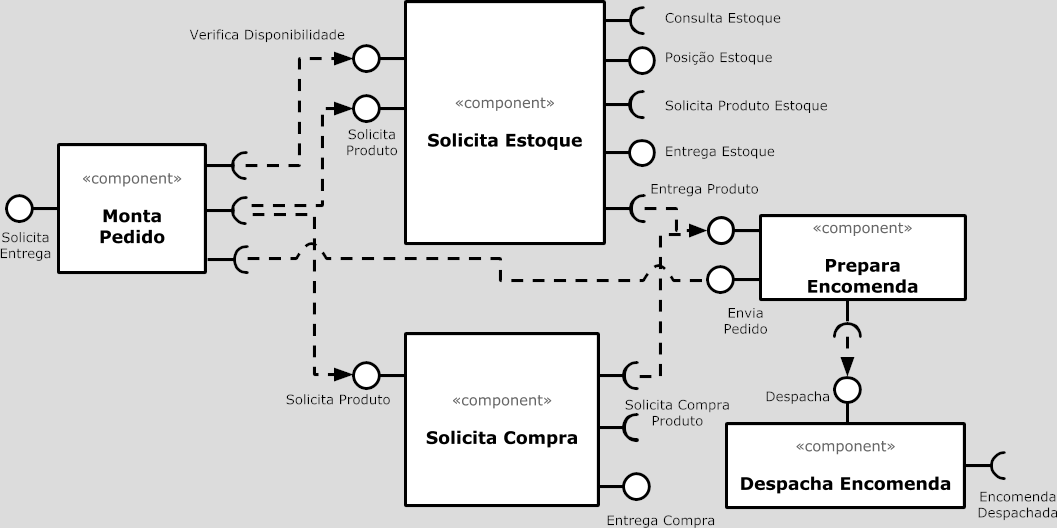 Consulta Estoque
Verifica Disponibilidade
Posição Estoque
«component»
Solicita Estoque
Solicita Produto Estoque
Solicita
Produto
Entrega Estoque
«component»
Monta
Pedido
Entrega Produto
Solicita
Entrega
«component»
Prepara
Encomenda
Envia
Pedido
Solicita Produto
«component»
Solicita Compra
Solicita Compra
Produto
Despacha
«component»
Despacha Encomenda
Encomenda
Despachada
Entrega Compra